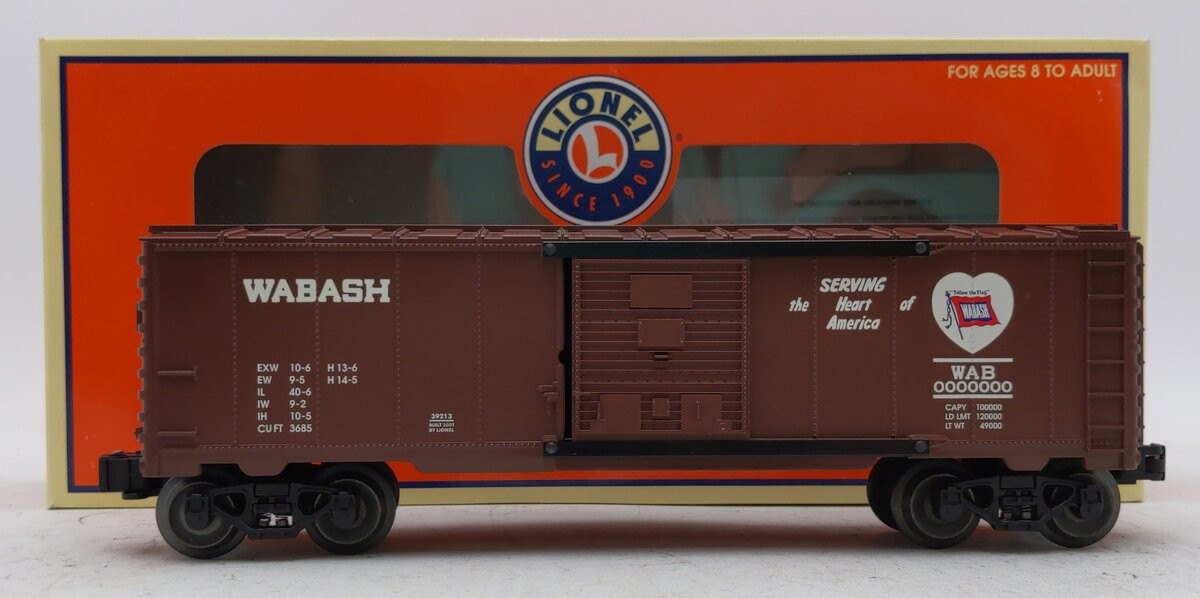 FOR AGES 8 TO ADULT
LIONEL
L
SINCE 1900
®
WABASH
EXW 10-6 H 13-6
EW 9-5 H 14-5
IL 40-6
IW 9-2
IH 10-5
CU FT 3685
39213
BUILT 2001
BY LIONEL
SERVING
the Heart of
America
"Follow the Flag"
WABASH
WAB
0000000
CAPY 100000
LD LMT 120000
LT WT 49000